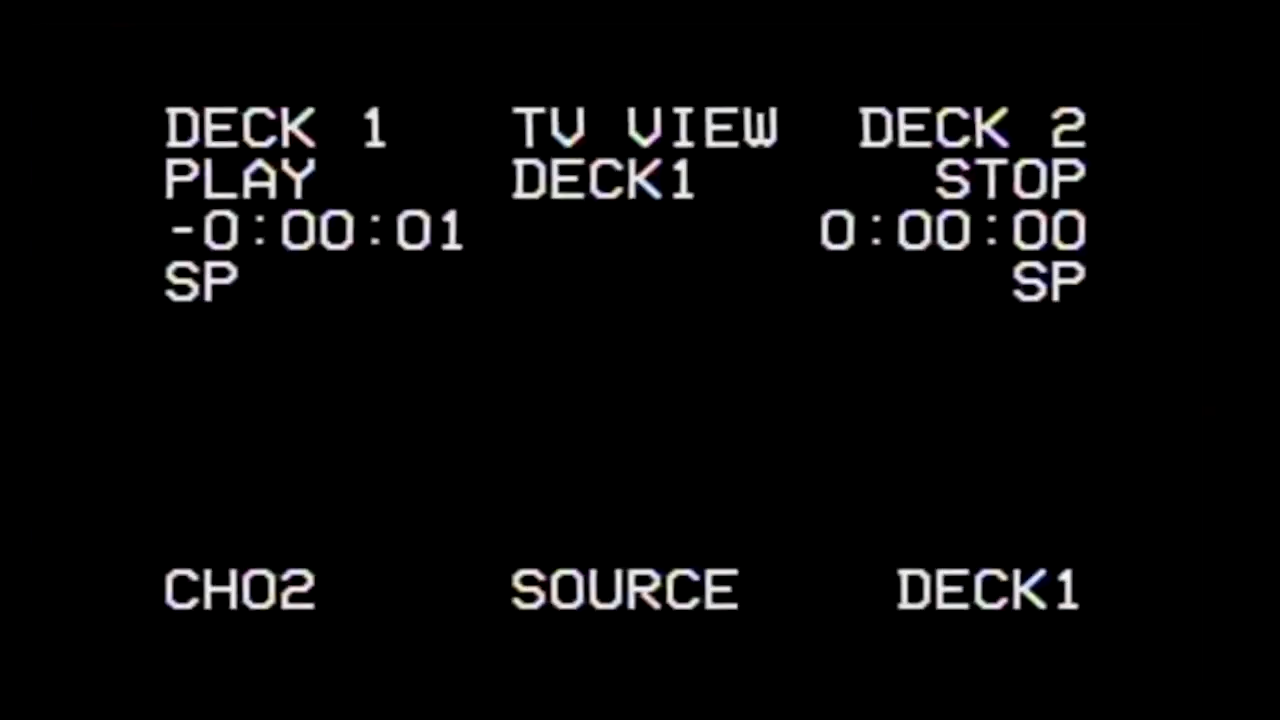 DECK 1 TV VIEW DECK 2
PLAY DECK1 STOP
-0:00:01 0:00:00
SP SP
CH02 SOURCE DECK1